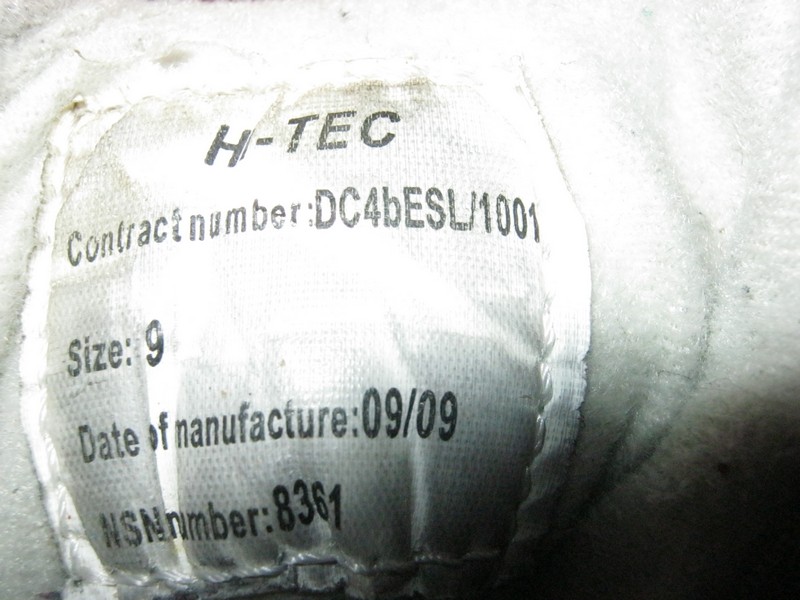 H-TEC
Contract number:DC4bESL/1001
Size: 9
Date of manufacture:09/09
NSN number:8361